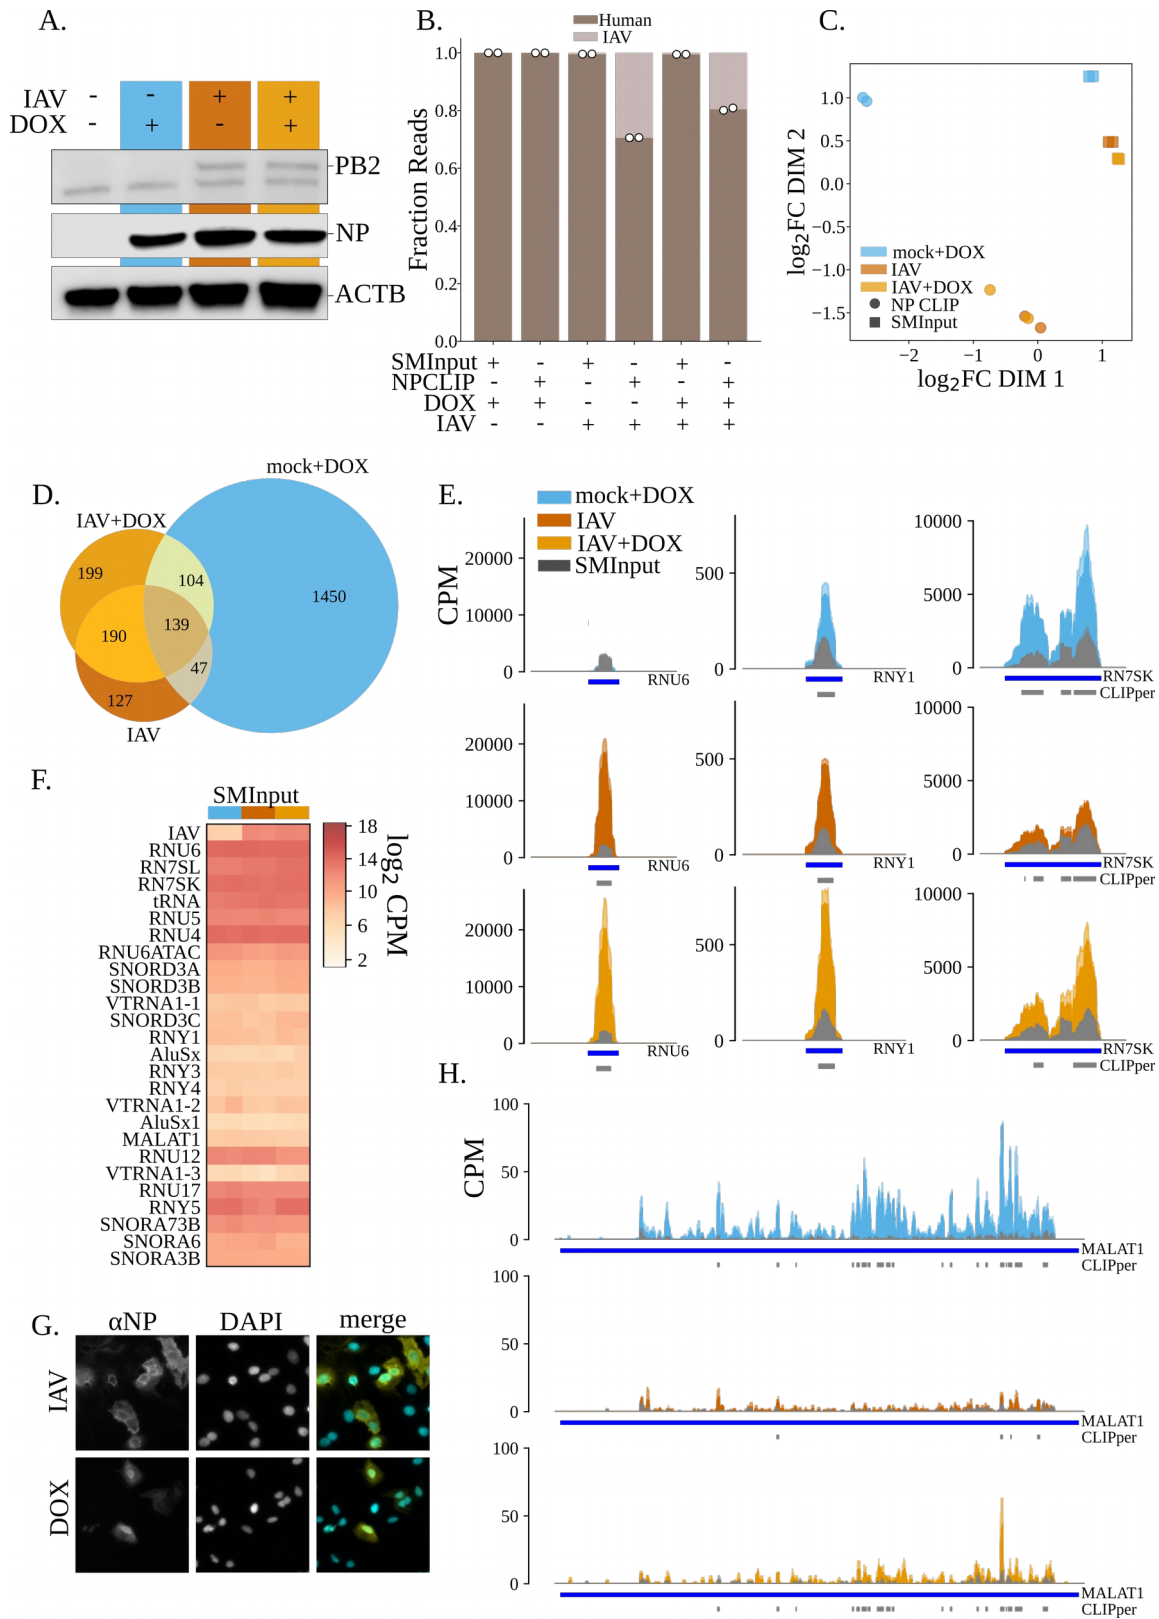 A.
IAV - - + +
DOX - + - +
PB2
NP
ACTB
B.
Human
IAV
Fraction Reads
1.0
0.8
0.6
0.4
0.2
0.0
SMInput + - + - + -
NPCLIP - + - + - +
DOX + + - - + +
IAV - - + + + +
C.
log2FC DIM 2
1.0
0.5
0.0
−0.5
−1.0
−1.5
mock+DOX
IAV
IAV+DOX
NP CLIP
SMInput
−2 −1 0 1
log2FC DIM 1
D.
mock+DOX
IAV+DOX
199
104
1450
190
139
47
127
IAV
E.
mock+DOX
IAV
IAV+DOX
SMInput
CPM
20000
10000
0
RNU6
500
0
RNY1
10000
5000
0
RN7SK
CLIPper
20000
10000
0
RNU6
500
0
RNY1
10000
5000
0
RN7SK
CLIPper
20000
10000
0
RNU6
500
0
RNY1
10000
5000
0
RN7SK
CLIPper
F.
SMInput
IAV
RNU6
RN7SL
RN7SK
tRNA
RNU5
RNU4
RNU6ATAC
SNORD3A
SNORD3B
VTRNA1-1
SNORD3C
RNY1
AluSx
RNY3
RNY4
VTRNA1-2
AluSx1
MALAT1
RNU12
VTRNA1-3
RNU17
RNY5
SNORA73B
SNORA6
SNORA3B
18
14
10
6
2
log2 CPM
G.
αNP DAPI merge
IAV
DOX
H.
CPM
100
50
0
MALAT1
CLIPper
100
50
0
MALAT1
CLIPper
100
50
0
MALAT1
CLIPper